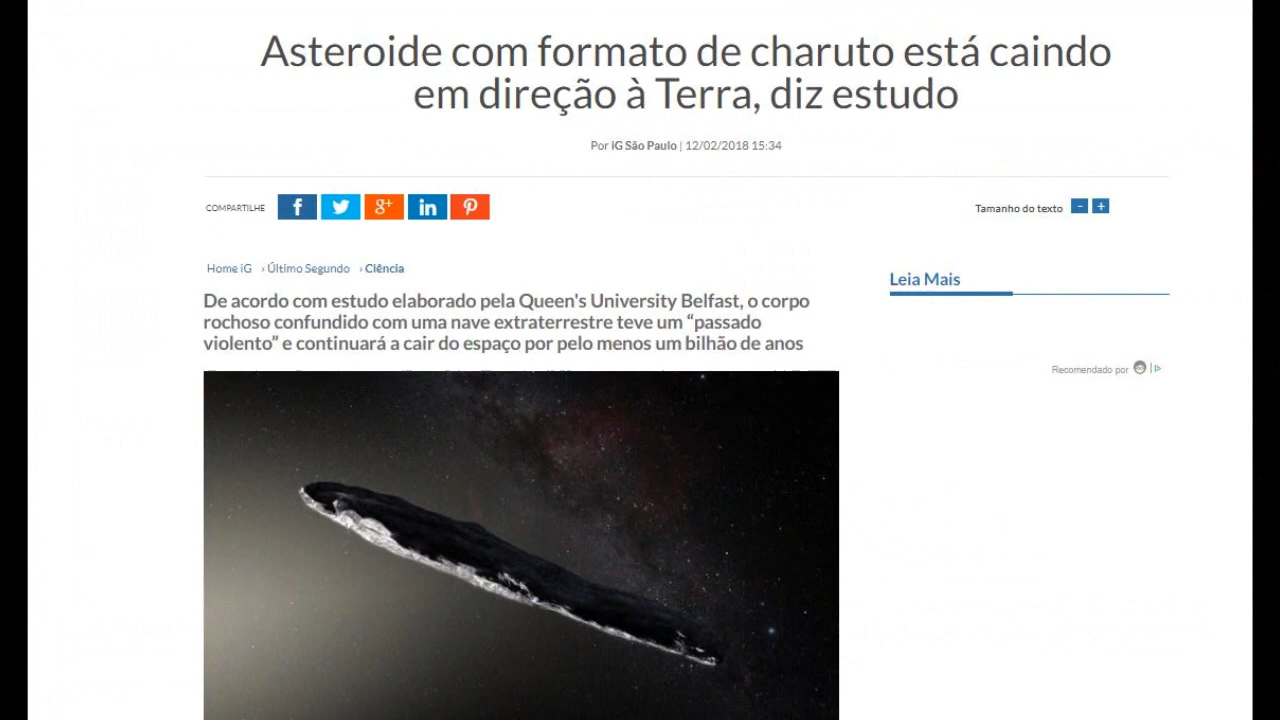 Asteroide com formato de charuto está caindo
em direção à Terra, diz estudo
Por iG São Paulo | 12/02/2018 15:34
COMPARTILHE
Tamanho do texto - +
Home iG › Último Segundo › Ciência
Leia Mais
De acordo com estudo elaborado pela Queen's University Belfast, o corpo
rochoso confundido com uma nave extraterrestre teve um “passado
violento” e continuará a cair do espaço por pelo menos um bilhão de anos
Recomendado por